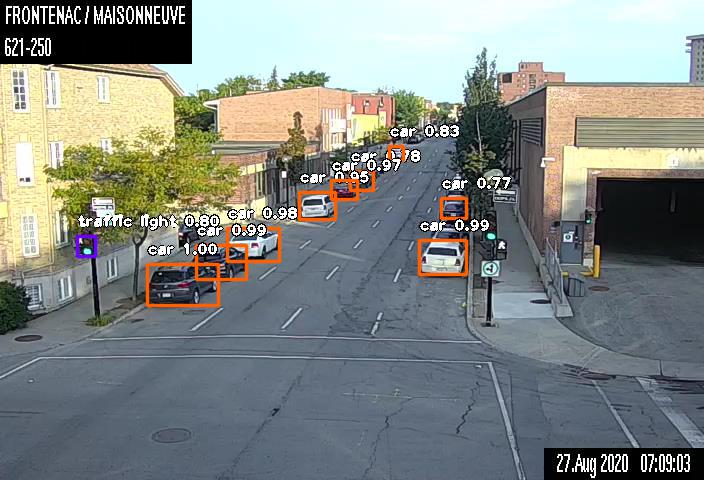 FRONTENAC / MAISONNEUVE
621-250
car 0.83
car 0.78
car 0.97
car 0.95
car 0.77
traffic light 0.80
car 0.98
car 0.99
car 0.99
car 1.00
27.Aug 2020 07:09:03